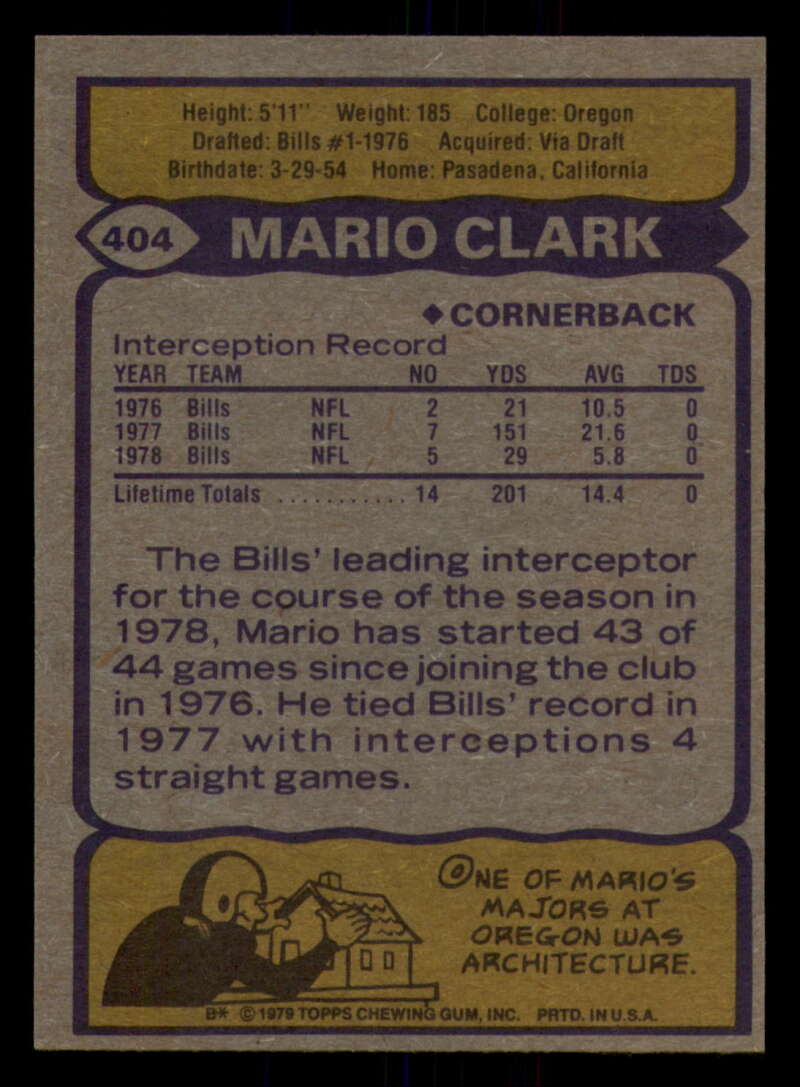 Height: 5'11" Weight: 185 College: Oregon
Drafted: Bills #1-1976 Acquired: Via Draft
Birthdate: 3-29-54 Home: Pasadena, California
404 MARIO CLARK
◆ CORNERBACK
Interception Record
YEAR TEAM NO YDS AVG TDS
1976 Bills NFL 2 21 10.5 0
1977 Bills NFL 7 151 21.6 0
1978 Bills NFL 5 29 5.8 0
Lifetime Totals ........... 14 201 14.4 0
The Bills' leading interceptor
for the course of the season in
1978, Mario has started 43 of
44 games since joining the club
in 1976. He tied Bills' record in
1977 with interceptions 4
straight games.
ONE OF MARIO'S
MAJORS AT
OREGON WAS
ARCHITECTURE.
B* © 1979 TOPPS CHEWING GUM, INC. PRTD. IN U.S.A.